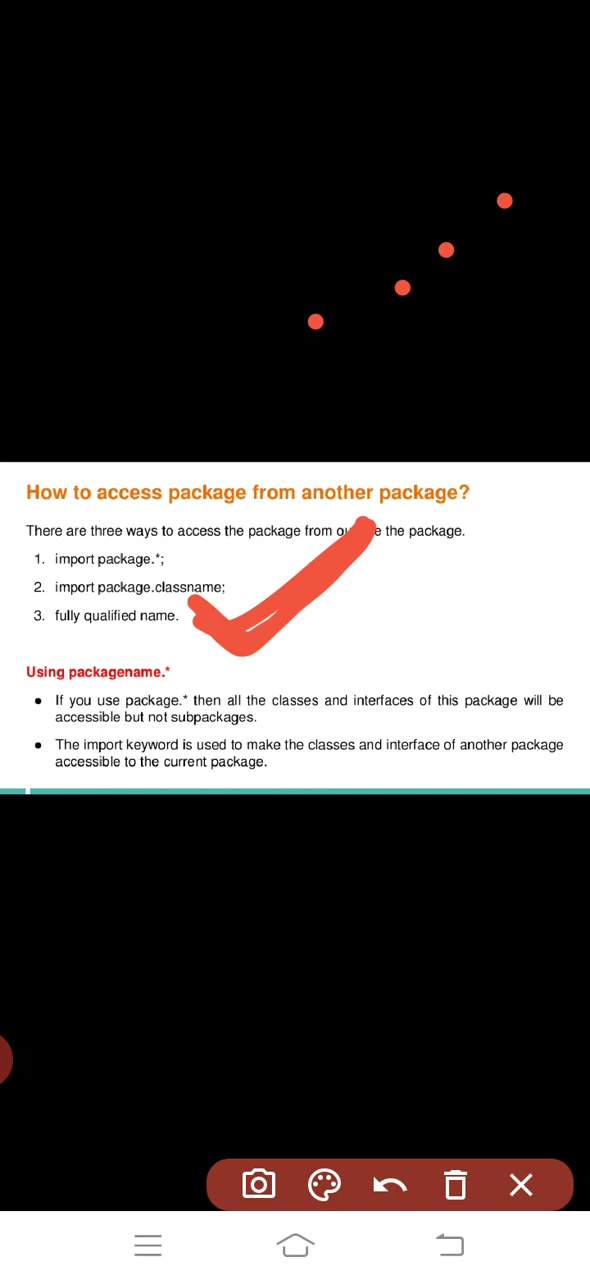 How to access package from another package?
There are three ways to access the package from the package.
1. import package.*;
2. import package.classname;
3. fully qualified name.
Using packagename.*
• If you use package.* then all the classes and interfaces of this package will be
accessible but not subpackages.
• The import keyword is used to make the classes and interface of another package
accessible to the current package.